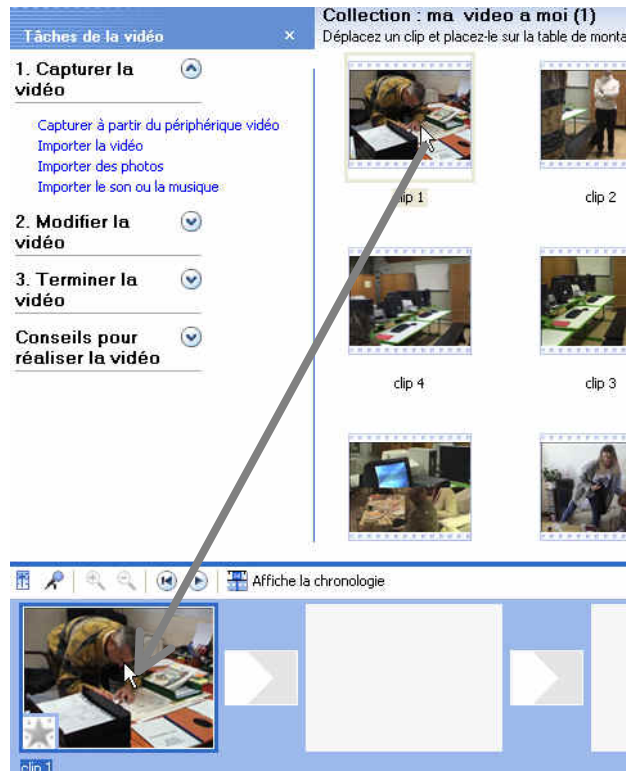 Tâches de la vidéo
1. Capturer la
vidéo
Capturer à partir du périphérique vidéo
Importer la vidéo
Importer des photos
Importer le son ou la musique
2. Modifier la
vidéo
3. Terminer la
vidéo
Conseils pour
réaliser la vidéo
Collection : ma video a moi (1)
Déplacez un clip et placez-le sur la table de monta
clip 1
clip 2
clip 4
clip 3
Affiche la chronologie
clip 1